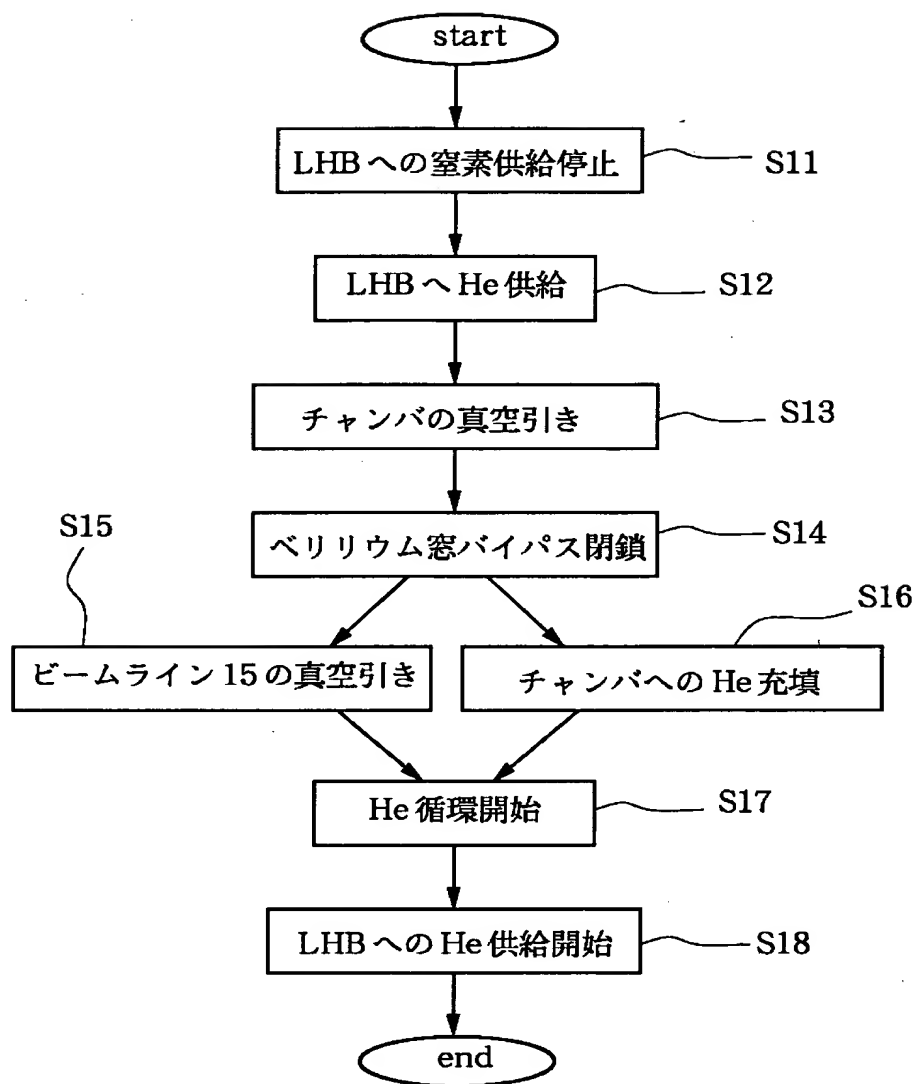 start
LHBへの窒素供給停止
S11
LHBへHe供給
S12
チャンバの真空引き
S13
ベリリウム窓バイパス閉鎖
S14
S15
S16
ビームライン15の真空引き
チャンバへのHe充填
He循環開始
S17
LHBへのHe供給開始
S18
end